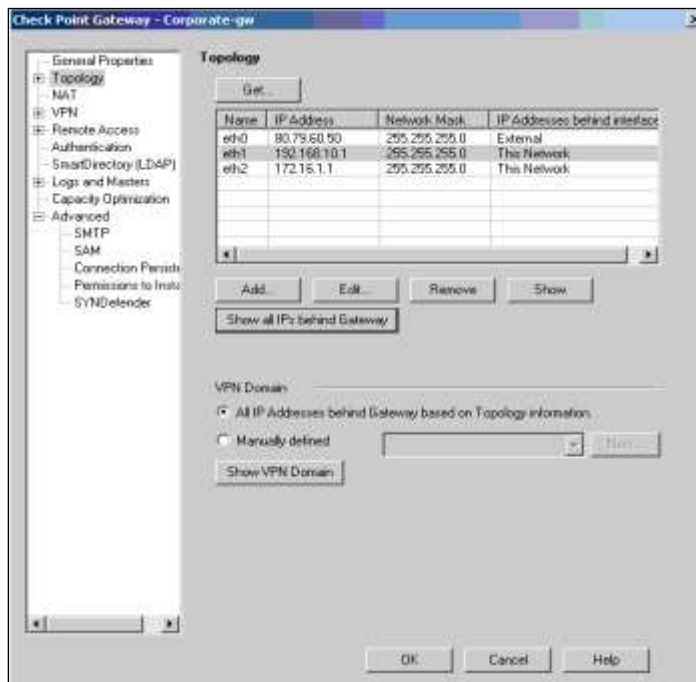 Check Point Gateway - Corporate-gw
General Properties
Topology
NAT
VPN
Remote Access
Authentication
SmartDirectory (LDAP)
Logs and Masters
Capacity Optimization
Advanced
SMTP
SAM
Connection Persiste
Permissions to Insta
SYNDefender
Topology
Get...
Name IP Address Network Mask IP Addresses behind interface
eth0 80.79.60.50 255.255.255.0 External
eth1 192.168.10.1 255.255.255.0 This Network
eth2 172.16.1.1 255.255.255.0 This Network
Add... Edit... Remove Show
Show all IPs behind Gateway
VPN Domain
All IP Addresses behind Gateway based on Topology information.
Manually defined
Show VPN Domain
OK Cancel Help